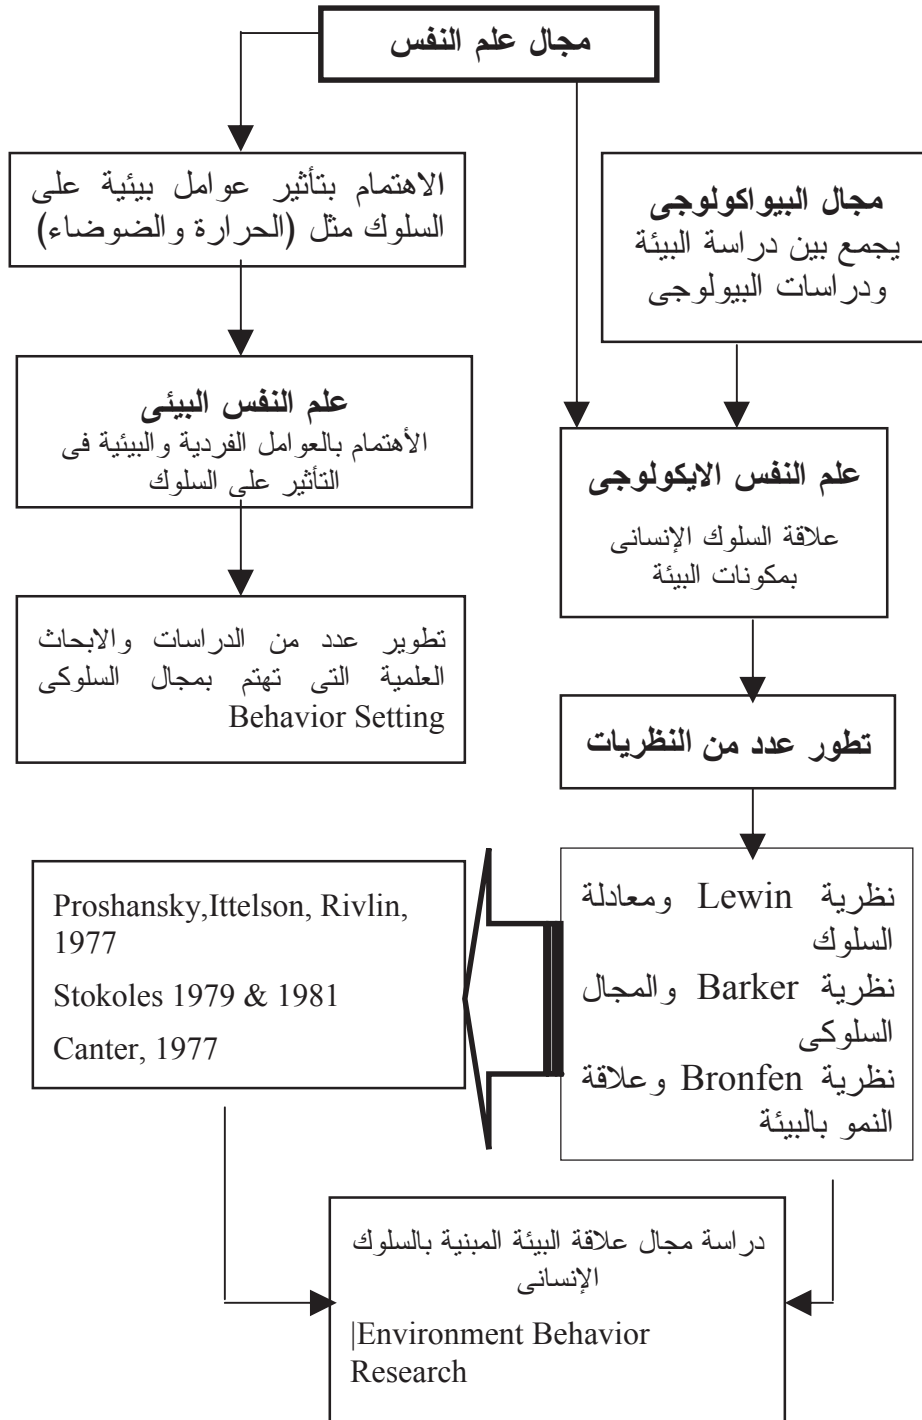 مجال علم النفس
الاهتمام بتأثير عوامل بيئية على
السلوك مثل (الحرارة والضوضاء)
مجال البيواكولوجى
يجمع بين دراسة البيئة
ودراسات البيولوجى
علم النفس البيئى
الأهتمام بالعوامل الفردية والبيئية فى
التأثير على السلوك
علم النفس الايكولوجى
علاقة السلوك الإنسانى
بمكونات البيئة
تطوير عدد من الدراسات والابحاث
العلمية التى تهتم بمجال السلوكى
Behavior Setting
تطور عدد من النظريات
نظرية Lewin ومعادلة
السلوك
نظرية Barker والمجال
السلوكى
نظرية Bronfen وعلاقة
النمو بالبيئة
Proshansky,Ittelson, Rivlin,
1977
Stokoles 1979 & 1981
Canter, 1977
دراسة مجال علاقة البيئة المبنية بالسلوك
الإنسانى
|Environment Behavior
Research